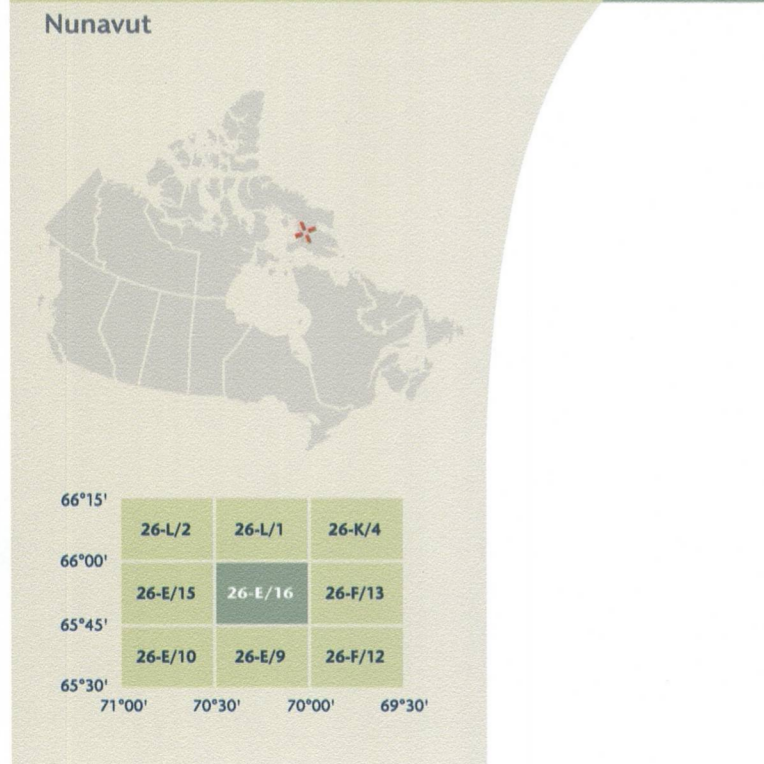 Nunavut
66°15'
26-L/2 26-L/1 26-K/4
66°00'
26-E/15 26-E/16 26-F/13
65°45'
26-E/10 26-E/9 26-F/12
65°30'
71°00' 70°30' 70°00' 69°30'